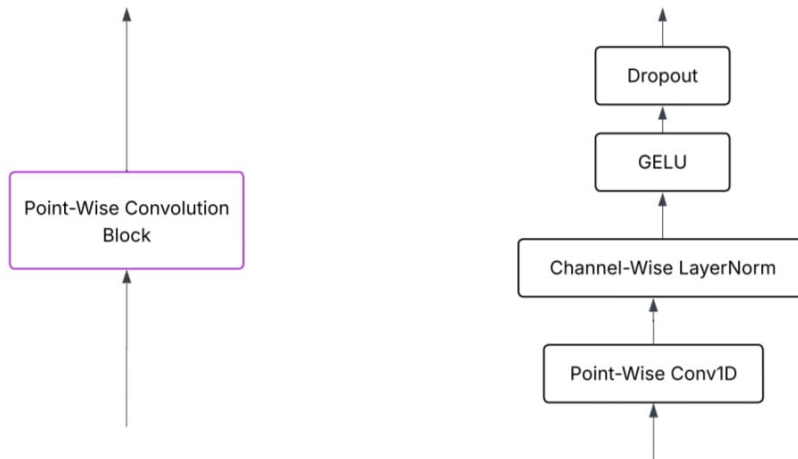 Point-Wise Convolution
Block
Dropout
GELU
Channel-Wise LayerNorm
Point-Wise Conv1D